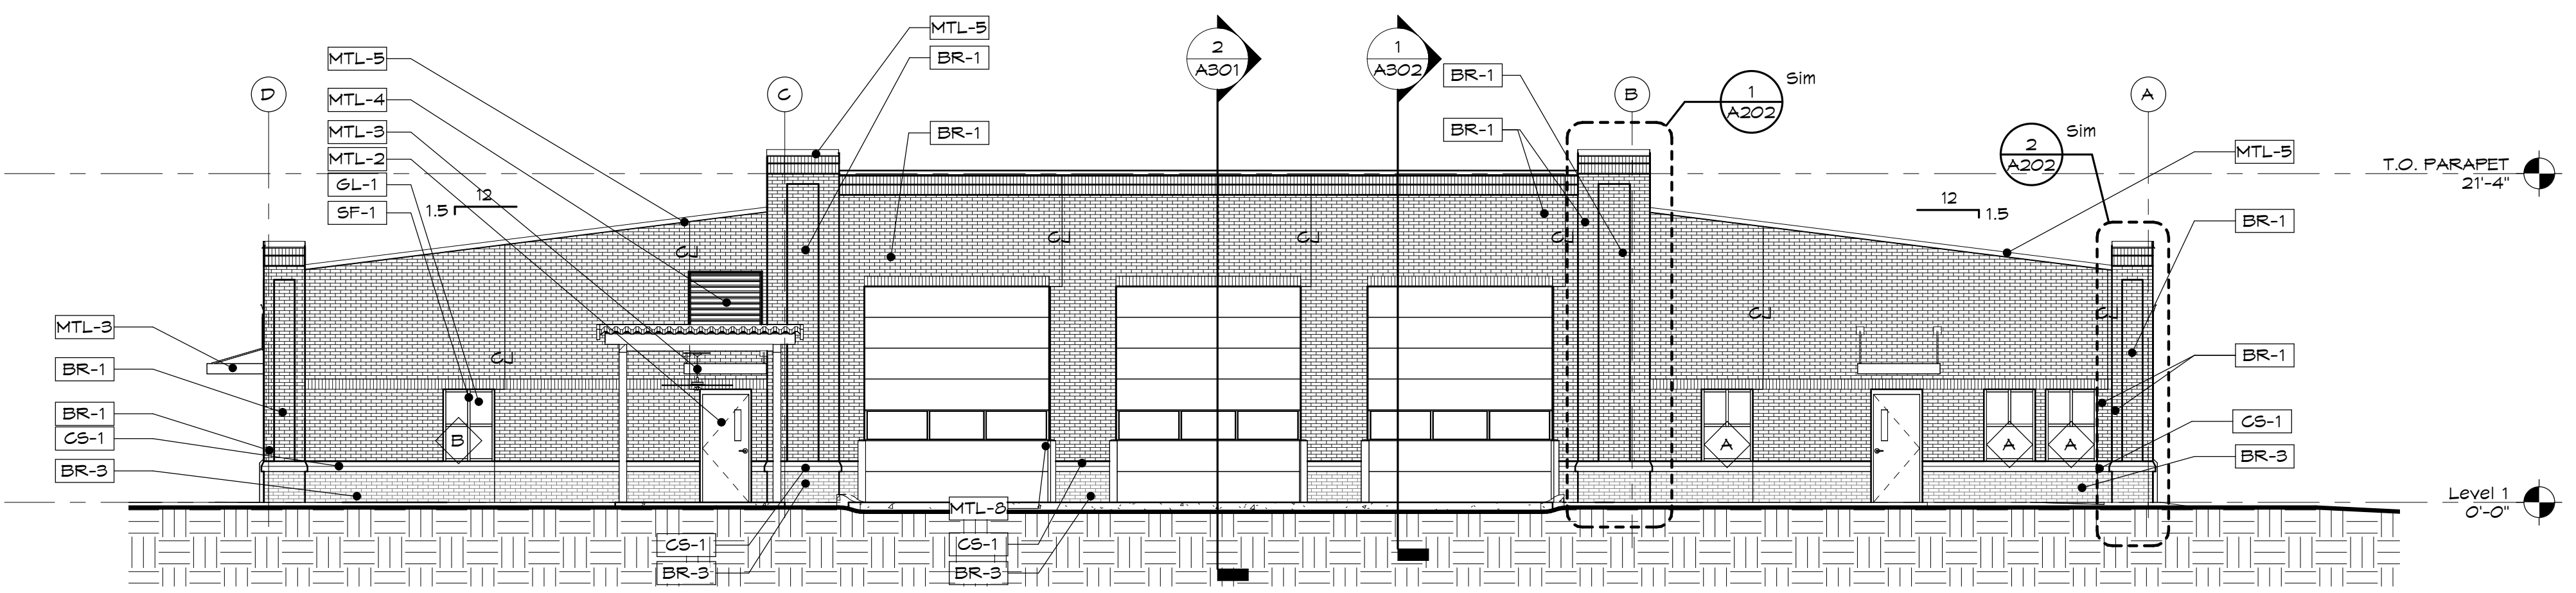 MTL-5
MTL-4
MTL-3
MTL-2
GL-1
SF-1
12
1.5
D
C
MTL-5
BR-1
BR-1
2
A301
1
A302
BR-1
BR-1
B
1
A202
Sim
2
A202
Sim
A
MTL-5
BR-1
12
1.5
T.O. PARAPET
21'-4"
CJ
CJ
CJ
CJ
CJ
CJ
CJ
MTL-3
BR-1
BR-1
CS-1
BR-3
B
A
A
A
BR-1
CS-1
BR-3
Level 1
0'-0"
MTL-8
CS-1
BR-3
CS-1
BR-3